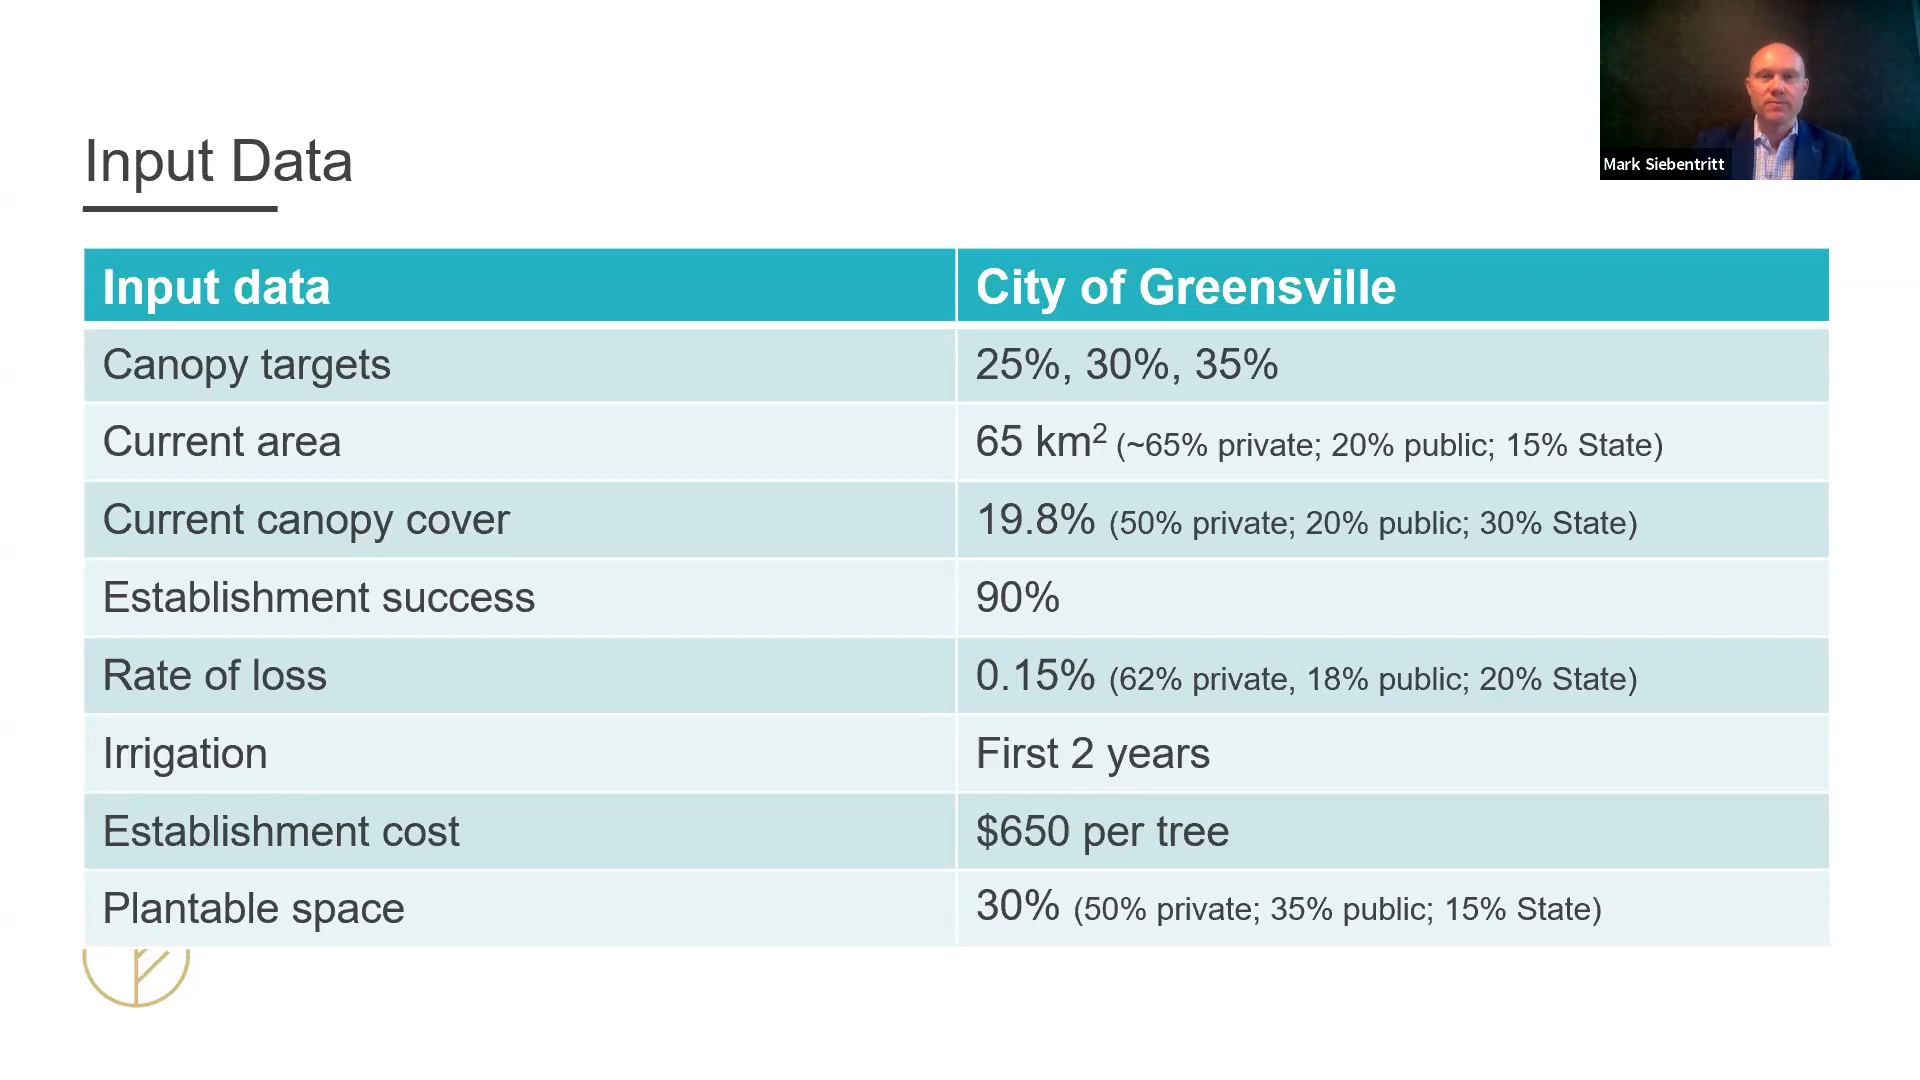 Mark Siebentritt
Input Data
Input data City of Greensville
Canopy targets 25%, 30%, 35%
Current area 65 km² (~65% private; 20% public; 15% State)
Current canopy cover 19.8% (50% private; 20% public; 30% State)
Establishment success 90%
Rate of loss 0.15% (62% private, 18% public; 20% State)
Irrigation First 2 years
Establishment cost $650 per tree
Plantable space 30% (50% private; 35% public; 15% State)